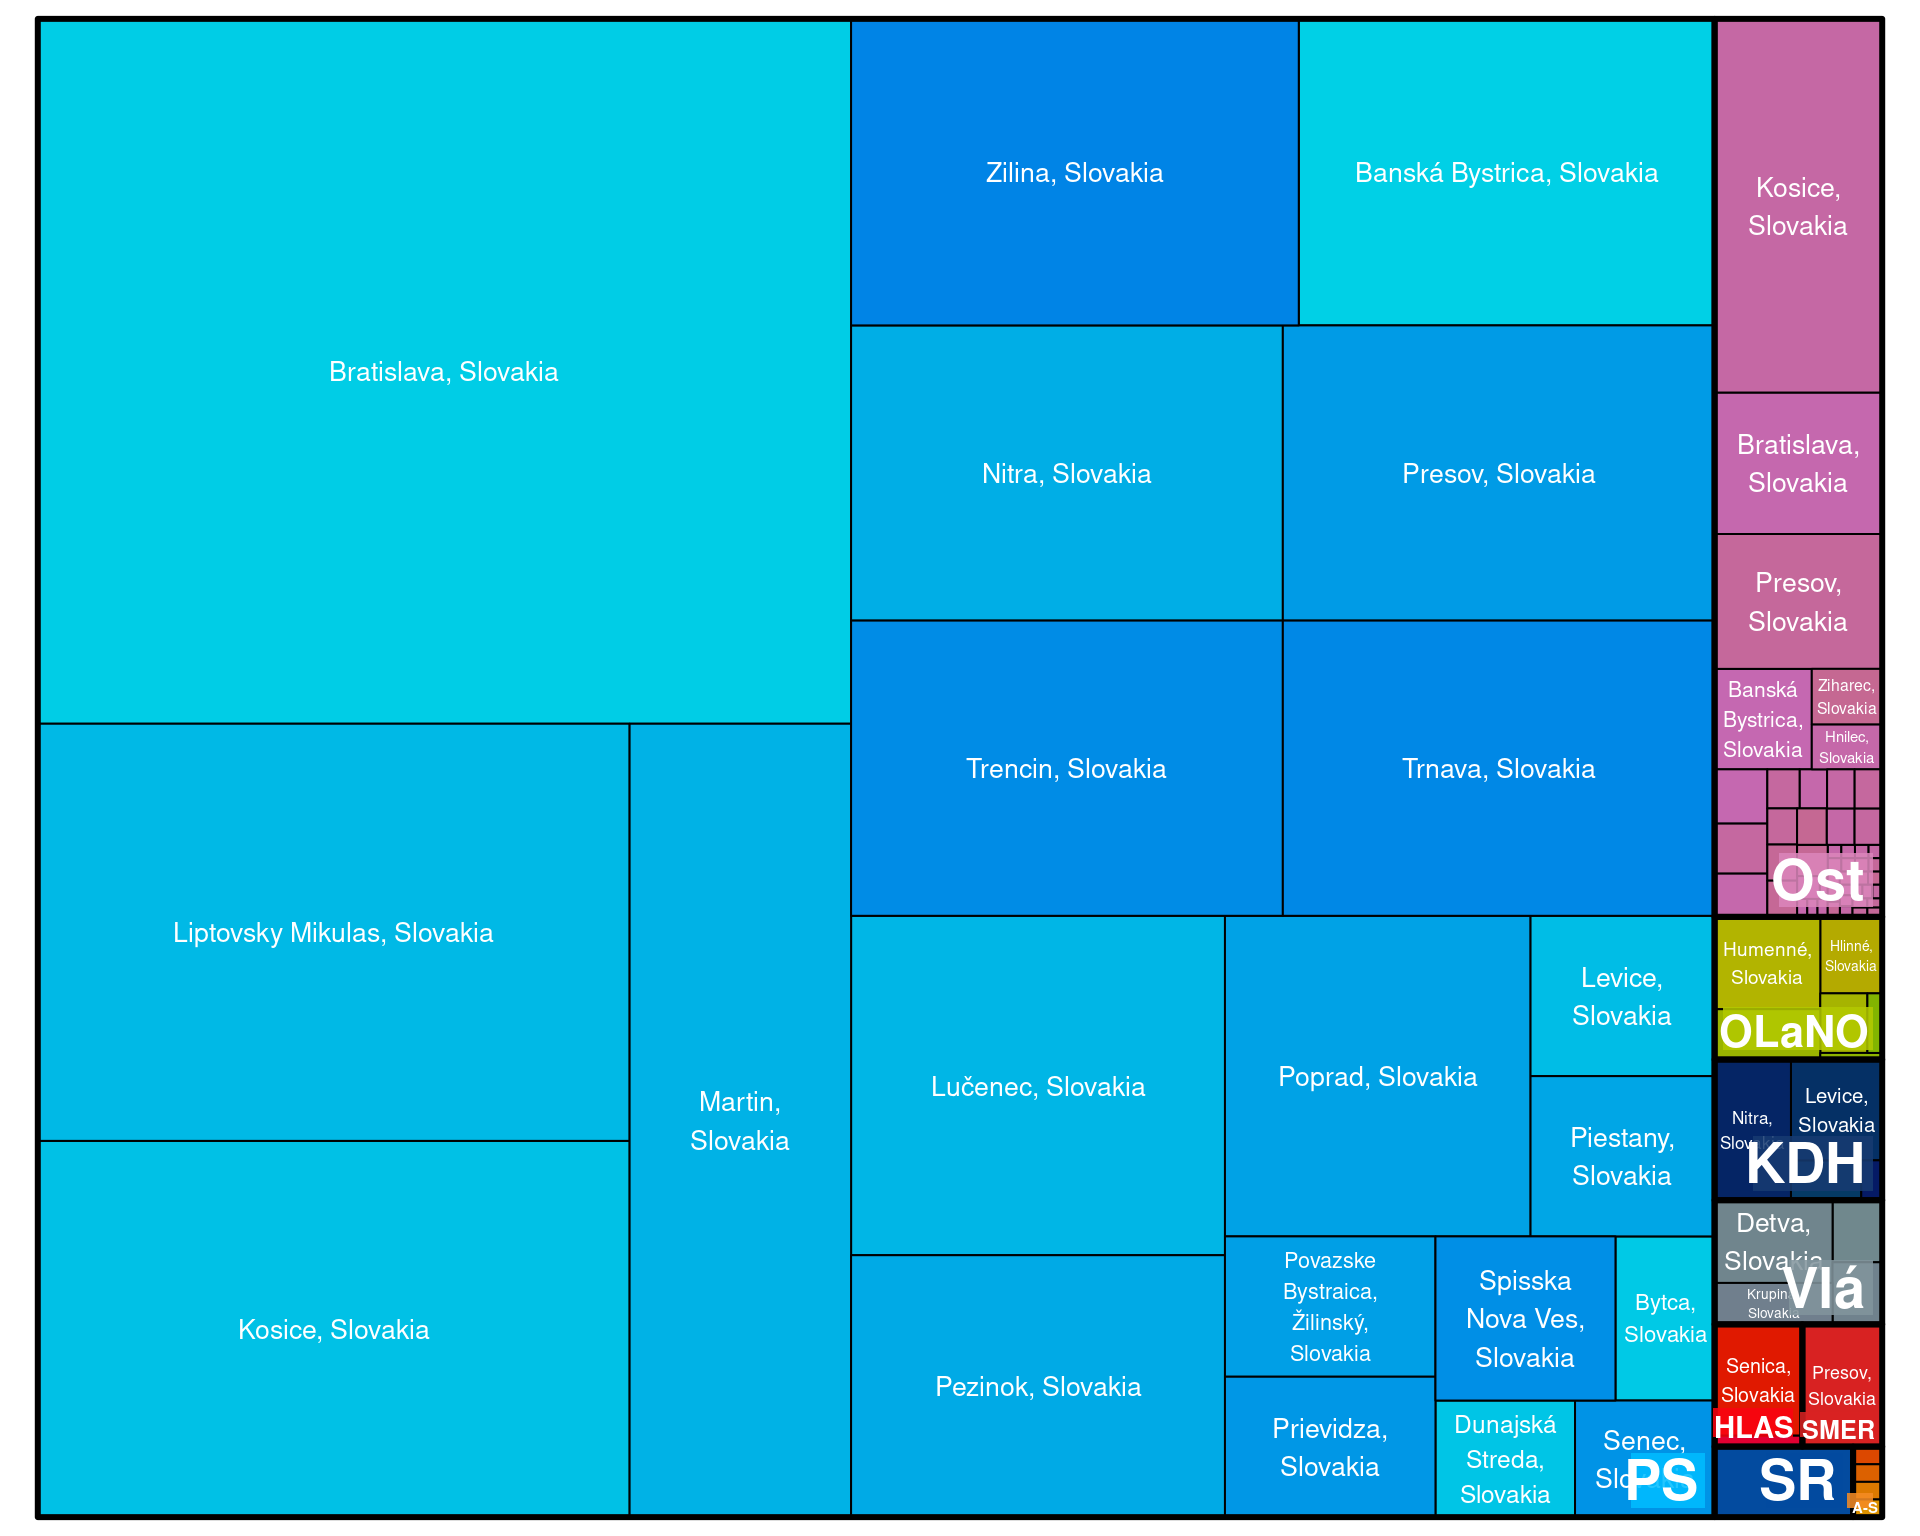 Bratislava, Slovakia
Zilina, Slovakia
Banská Bystrica, Slovakia
Nitra, Slovakia
Presov, Slovakia
Trencin, Slovakia
Trnava, Slovakia
Liptovsky Mikulas, Slovakia
Martin,
Slovakia
Kosice, Slovakia
Lučenec, Slovakia
Pezinok, Slovakia
Poprad, Slovakia
Levice,
Slovakia
Piestany,
Slovakia
Povazske
Bystraica,
Žilinský,
Slovakia
Spisska
Nova Ves,
Slovakia
Bytca,
Slovakia
Prievidza,
Slovakia
Dunajská
Streda,
Slovakia
Senec,
PS
Kosice,
Slovakia
Bratislava,
Slovakia
Presov,
Slovakia
Banská
Bystrica,
Slovakia
Ziharec,
Slovakia
Hnilec,
Slovakia
Ost
Humenné,
Slovakia
Hlinné,
Slovakia
OLaNO
Nitra,
Levice,
Slovakia
KDH
Detva,
Slovakia
Slovakia
Vlá
Senica,
Slovakia
HLAS
Presov,
Slovakia
SMER
SR
A-S